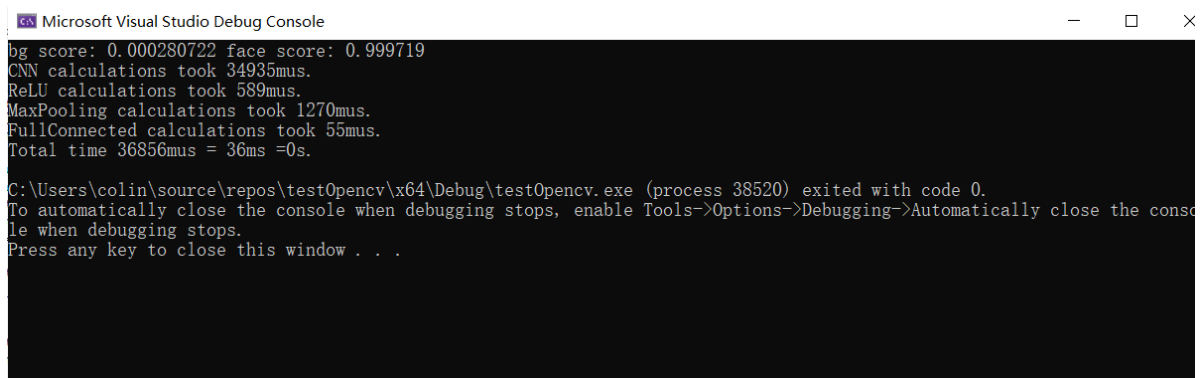 Microsoft Visual Studio Debug Console
bg score: 0.000280722 face score: 0.999719
CNN calculations took 34935mus.
ReLU calculations took 589mus.
MaxPooling calculations took 1270mus.
FullConnected calculations took 55mus.
Total time 36856mus = 36ms =0s.
C:\Users\colin\source\repos\testOpencv\x64\Debug\testOpencv.exe (process 38520) exited with code 0.
To automatically close the console when debugging stops, enable Tools->Options->Debugging->Automatically close the conso
le when debugging stops.
Press any key to close this window . . .